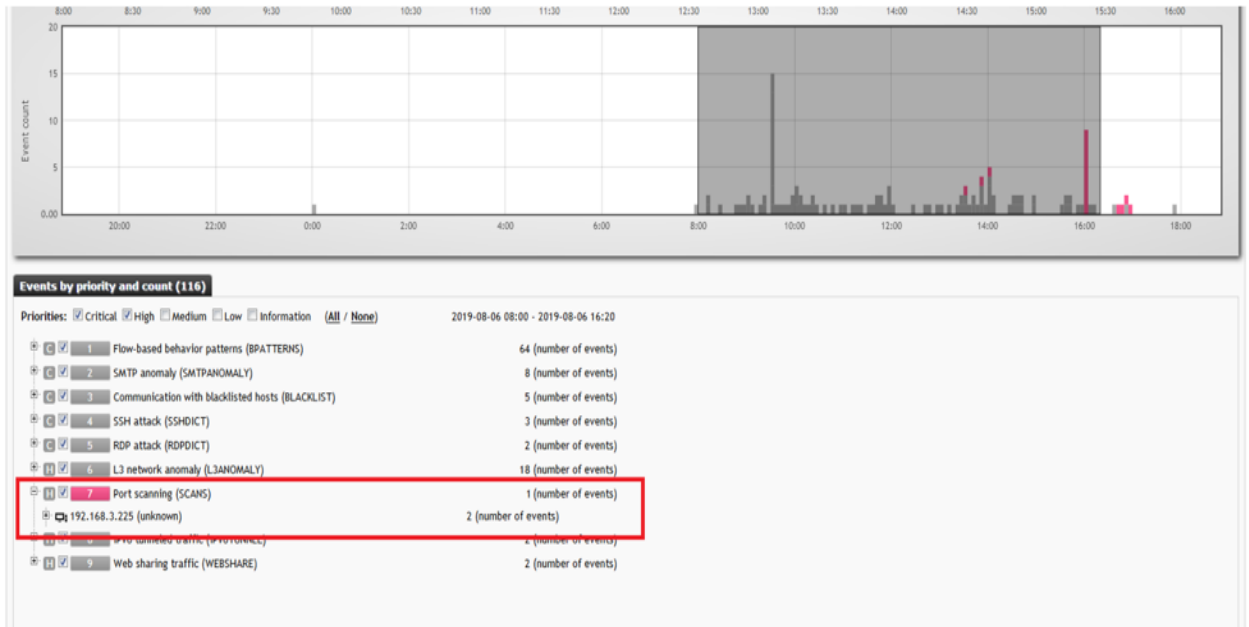 8:00 8:30 9:00 9:30 10:00 10:30 11:00 11:30 12:00 12:30 13:00 13:30 14:00 14:30 15:00 15:30 16:00
20
15
10
5
0.00
Event count
20:00 22:00 0:00 2:00 4:00 6:00 8:00 10:00 12:00 14:00 16:00 18:00
Events by priority and count (116)
Priorities: Critical High Medium Low Information (All / None) 2019-08-06 08:00 - 2019-08-06 16:20
C 1 Flow-based behavior patterns (BPATTERNS) 64 (number of events)
C 2 SMTP anomaly (SMTPANOMALY) 8 (number of events)
C 3 Communication with blacklisted hosts (BLACKLIST) 5 (number of events)
C 4 SSH attack (SSHDICT) 3 (number of events)
C 5 RDP attack (RDPDICT) 2 (number of events)
H 6 L3 network anomaly (L3ANOMALY) 18 (number of events)
H 7 Port scanning (SCANS) 1 (number of events)
192.168.3.225 (unknown) 2 (number of events)
H 8 IPv6 tunneled traffic (IPV6TUNNEL) 2 (number of events)
H 9 Web sharing traffic (WEBSHARE) 2 (number of events)